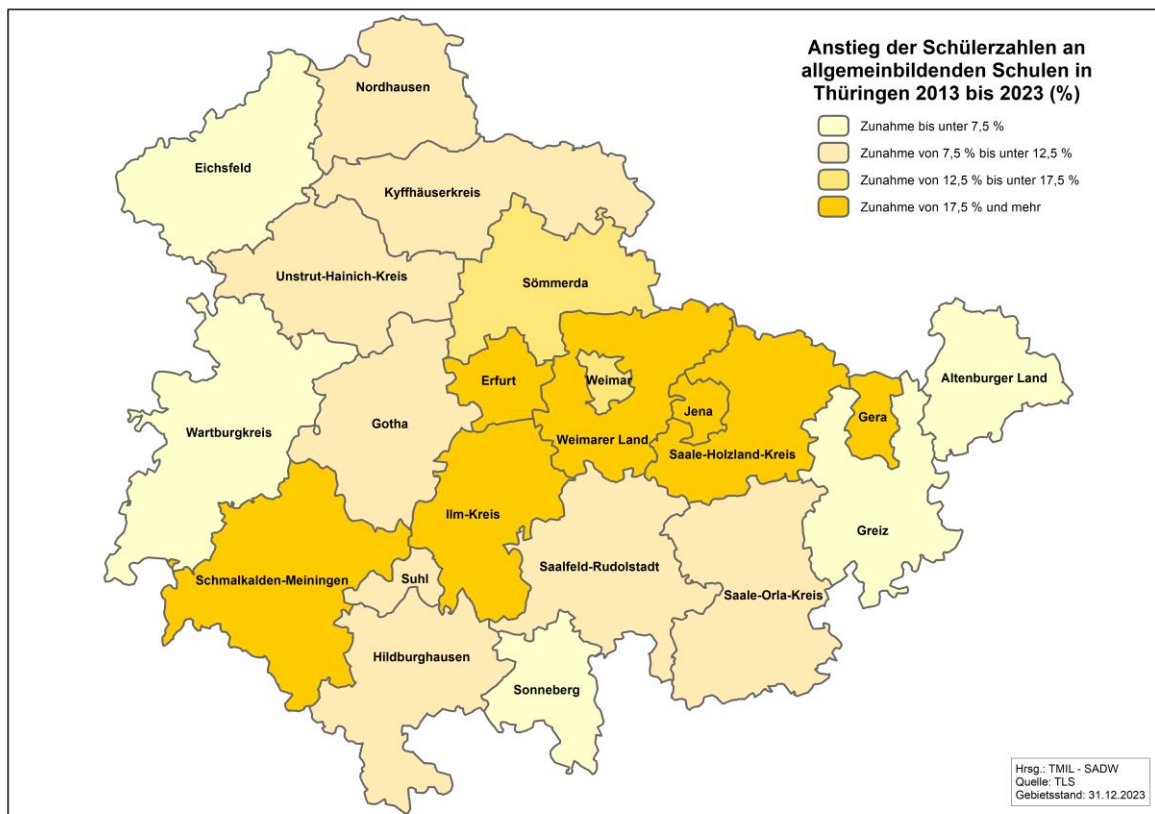 Anstieg der Schülerzahlen an
allgemeinbildenden Schulen in
Thüringen 2013 bis 2023 (%)
Zunahme bis unter 7,5 %
Zunahme von 7,5 % bis unter 12,5 %
Zunahme von 12,5 % bis unter 17,5 %
Zunahme von 17,5 % und mehr
Nordhausen
Eichsfeld
Kyffhäuserkreis
Unstrut-Hainich-Kreis
Sömmerda
Erfurt
Weimar
Altenburger Land
Jena
Gera
Gotha
Wartburgkreis
Weimarer Land
Saale-Holzland-Kreis
Ilm-Kreis
Greiz
Saalfeld-Rudolstadt
Suhl
Schmalkalden-Meiningen
Saale-Orla-Kreis
Hildburghausen
Sonneberg
Hrsg.: TMIL - SADW
Quelle: TLS
Gebietsstand: 31.12.2023